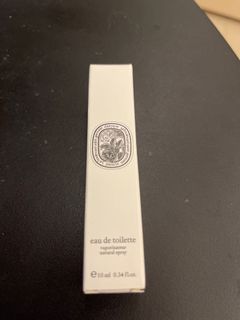 eau de toilette
vaporisateur
natural spray
℮ 10 ml 0.34 fl.oz.